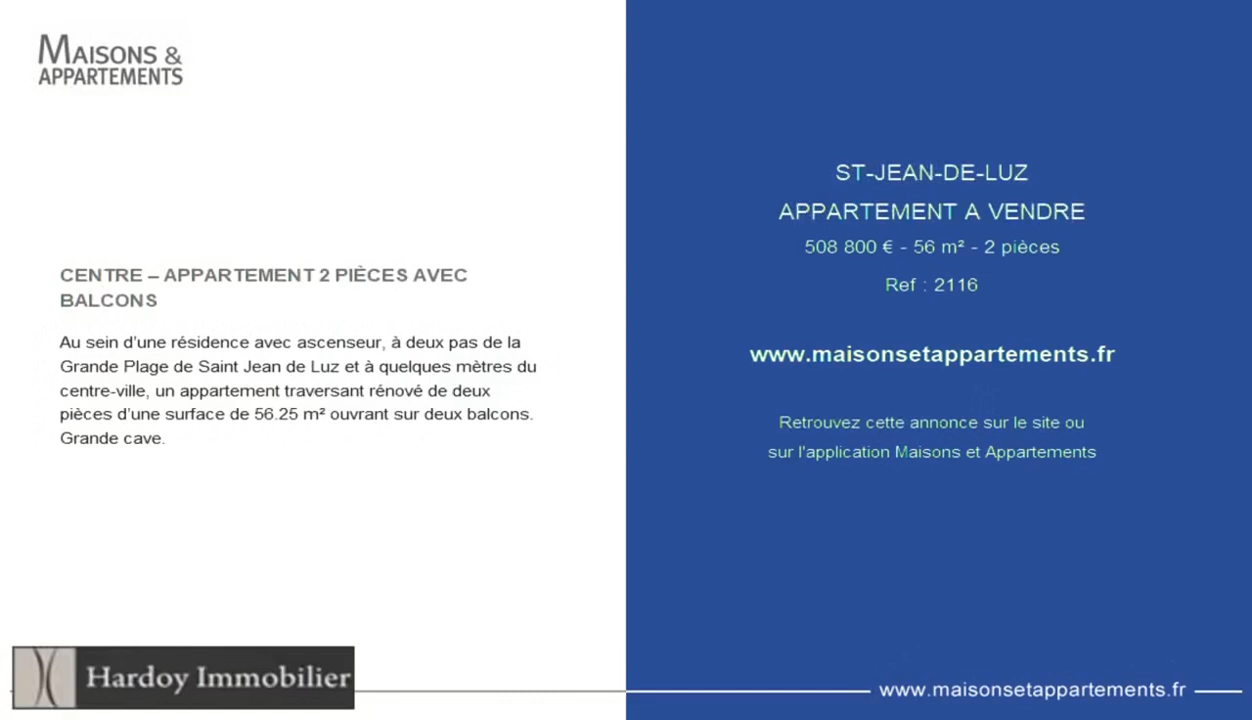 MAISONS &
APPARTEMENTS
CENTRE – APPARTEMENT 2 PIÈCES AVEC
BALCONS
Au sein d’une résidence avec ascenseur, à deux pas de la
Grande Plage de Saint Jean de Luz et à quelques mètres du
centre-ville, un appartement traversant rénové de deux
pièces d’une surface de 56.25 m² ouvrant sur deux balcons.
Grande cave.
Hardoy Immobilier
ST-JEAN-DE-LUZ
APPARTEMENT A VENDRE
508 800 € - 56 m² - 2 pièces
Ref : 2116
www.maisonsetappartements.fr
Retrouvez cette annonce sur le site ou
sur l'application Maisons et Appartements
www.maisonsetappartements.fr